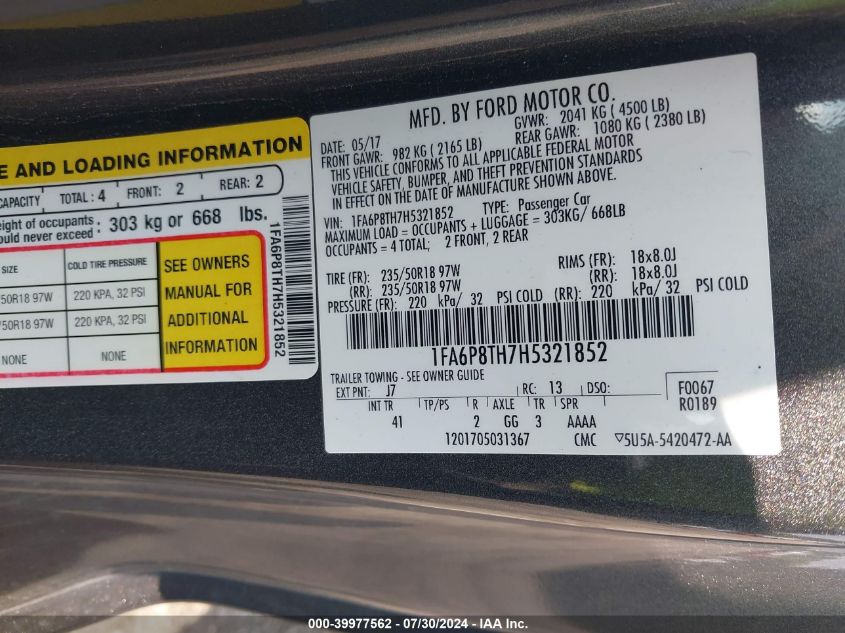 E AND LOADING INFORMATION
CAPACITY TOTAL : 4 FRONT: 2 REAR: 2
eight of occupants
ould never exceed : 303 kg or 668 lbs.
SIZE COLD TIRE PRESSURE
/50R18 97W 220 KPA, 32 PSI
/50R18 97W 220 KPA, 32 PSI
NONE NONE
SEE OWNERS
MANUAL FOR
ADDITIONAL
INFORMATION
1FA6P8TH7H5321852
MFD. BY FORD MOTOR CO.
DATE: 05/17 GVWR: 2041 KG ( 4500 LB)
FRONT GAWR: 982 KG ( 2165 LB) REAR GAWR: 1080 KG ( 2380 LB)
THIS VEHICLE CONFORMS TO ALL APPLICABLE FEDERAL MOTOR
VEHICLE SAFETY, BUMPER, AND THEFT PREVENTION STANDARDS
IN EFFECT ON THE DATE OF MANUFACTURE SHOWN ABOVE.
VIN: 1FA6P8TH7H5321852 TYPE: Passenger Car
MAXIMUM LOAD = OCCUPANTS + LUGGAGE = 303KG/ 668LB
OCCUPANTS = 4 TOTAL; 2 FRONT, 2 REAR
TIRE (FR): 235/50R18 97W RIMS (FR): 18x8.0J
(RR): 235/50R18 97W (RR): 18x8.0J
PRESSURE (FR): 220 kPa/ 32 PSI COLD (RR): 220 kPa/ 32 PSI COLD
1FA6P8TH7H5321852
TRAILER TOWING - SEE OWNER GUIDE
EXT PNT: J7 RC: 13 DSO: F0067
INT TR TP/PS R AXLE TR SPR R0189
41 2 GG 3 AAAA
1201705031367 CMC ▽5U5A-5420472-AA
000-39977562 / 07/30/2024 - IAA Inc.